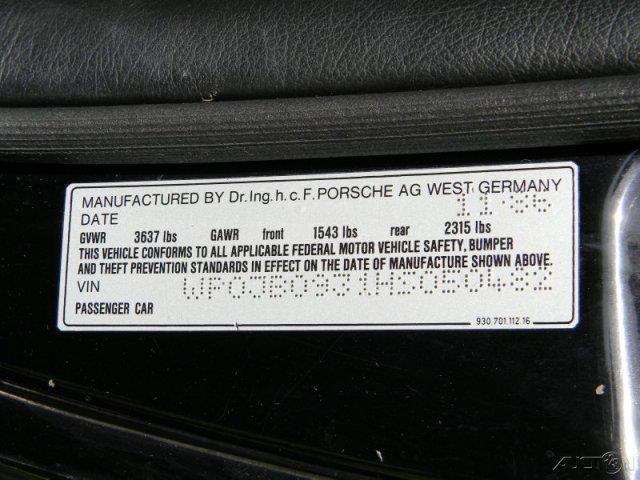 MANUFACTURED BY Dr. Ing. h. c. F. PORSCHE AG WEST GERMANY
DATE 11·86
GVWR 3637 lbs GAWR front 1543 lbs rear 2315 lbs
THIS VEHICLE CONFORMS TO ALL APPLICABLE FEDERAL MOTOR VEHICLE SAFETY, BUMPER
AND THEFT PREVENTION STANDARDS IN EFFECT ON THE DATE OF MANUFACTURE SHOWN ABOVE.
VIN WP0JB0931HS050482
PASSENGER CAR
930 701 112 16